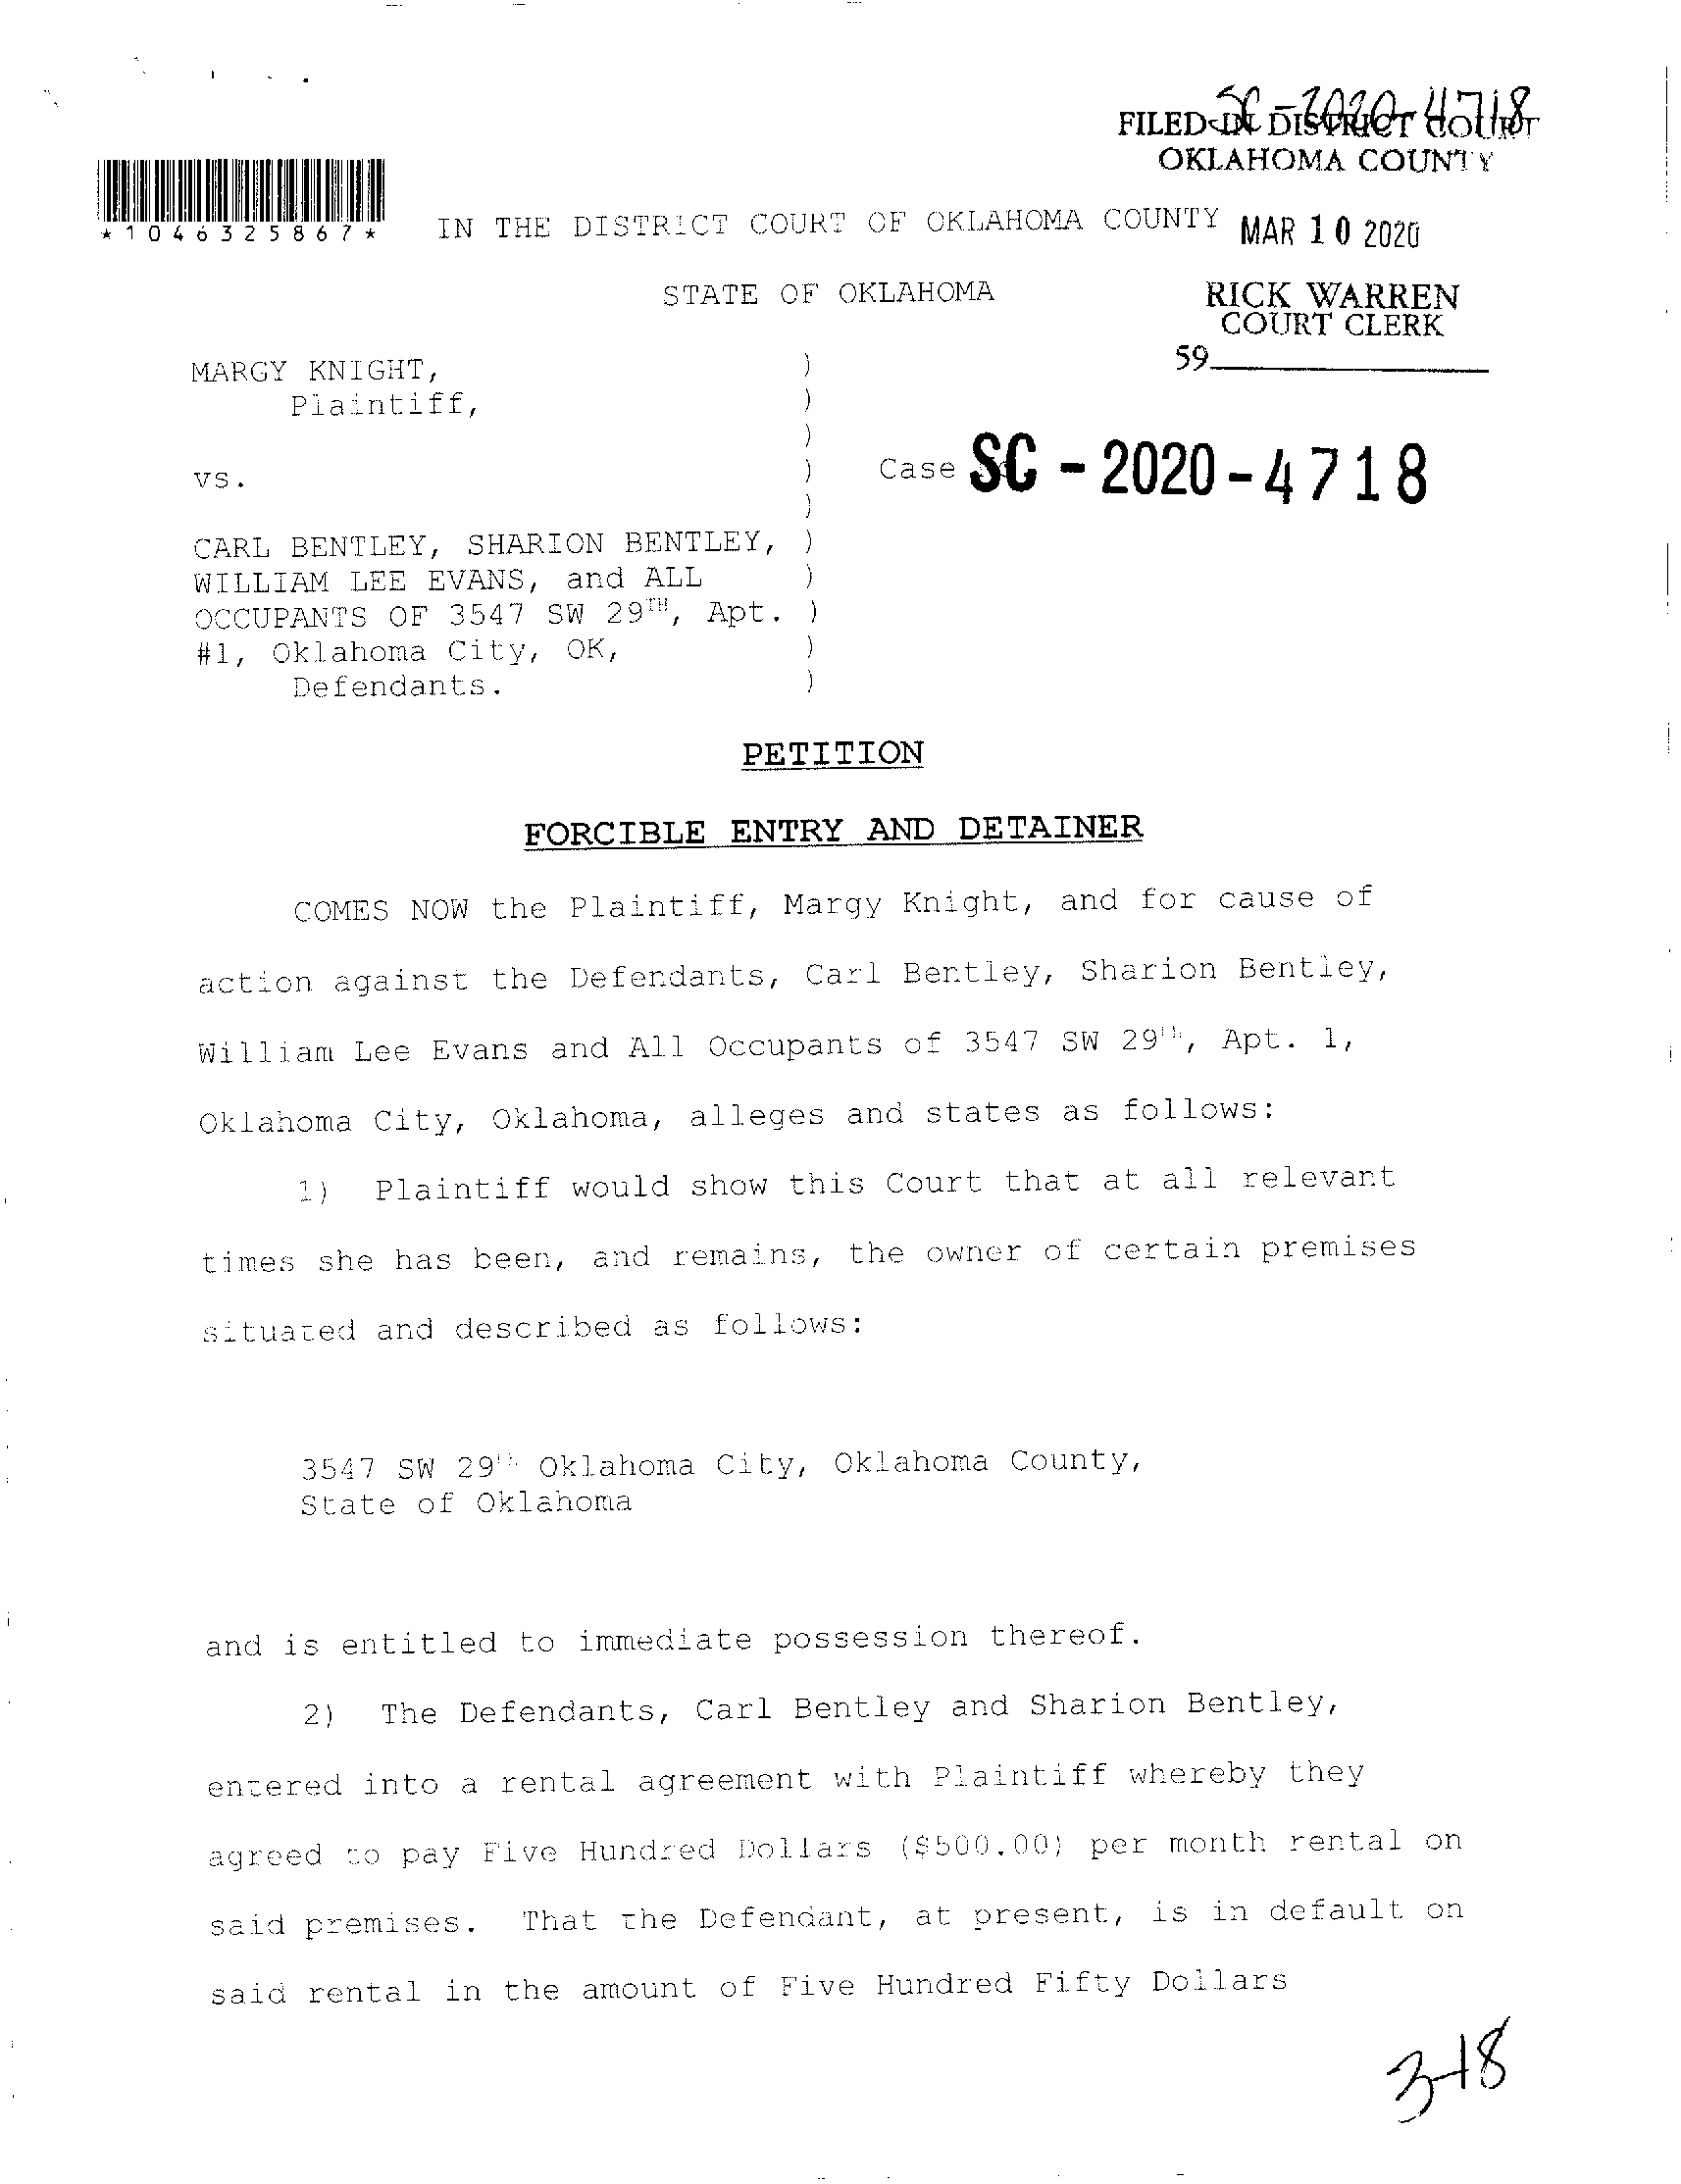 SC-2020-4718
FILED IN DISTRICT COURT
OKLAHOMA COUNTY
*1046325867*
IN THE DISTRICT COURT OF OKLAHOMA COUNTY
MAR 10 2020
STATE OF OKLAHOMA
RICK WARREN
COURT CLERK
59
MARGY KNIGHT, )
Plaintiff, )
)
vs. ) Case SC - 2020-4718
)
CARL BENTLEY, SHARION BENTLEY, )
WILLIAM LEE EVANS, and ALL )
OCCUPANTS OF 3547 SW 29TH, Apt. )
#1, Oklahoma City, OK, )
Defendants. )
PETITION
FORCIBLE ENTRY AND DETAINER
COMES NOW the Plaintiff, Margy Knight, and for cause of
action against the Defendants, Carl Bentley, Sharion Bentley,
William Lee Evans and All Occupants of 3547 SW 29th, Apt. 1,
Oklahoma City, Oklahoma, alleges and states as follows:
1) Plaintiff would show this Court that at all relevant
times she has been, and remains, the owner of certain premises
situated and described as follows:
3547 SW 29th Oklahoma City, Oklahoma County,
State of Oklahoma
and is entitled to immediate possession thereof.
2) The Defendants, Carl Bentley and Sharion Bentley,
entered into a rental agreement with Plaintiff whereby they
agreed to pay Five Hundred Dollars ($500.00) per month rental on
said premises. That the Defendant, at present, is in default on
said rental in the amount of Five Hundred Fifty Dollars
3-18